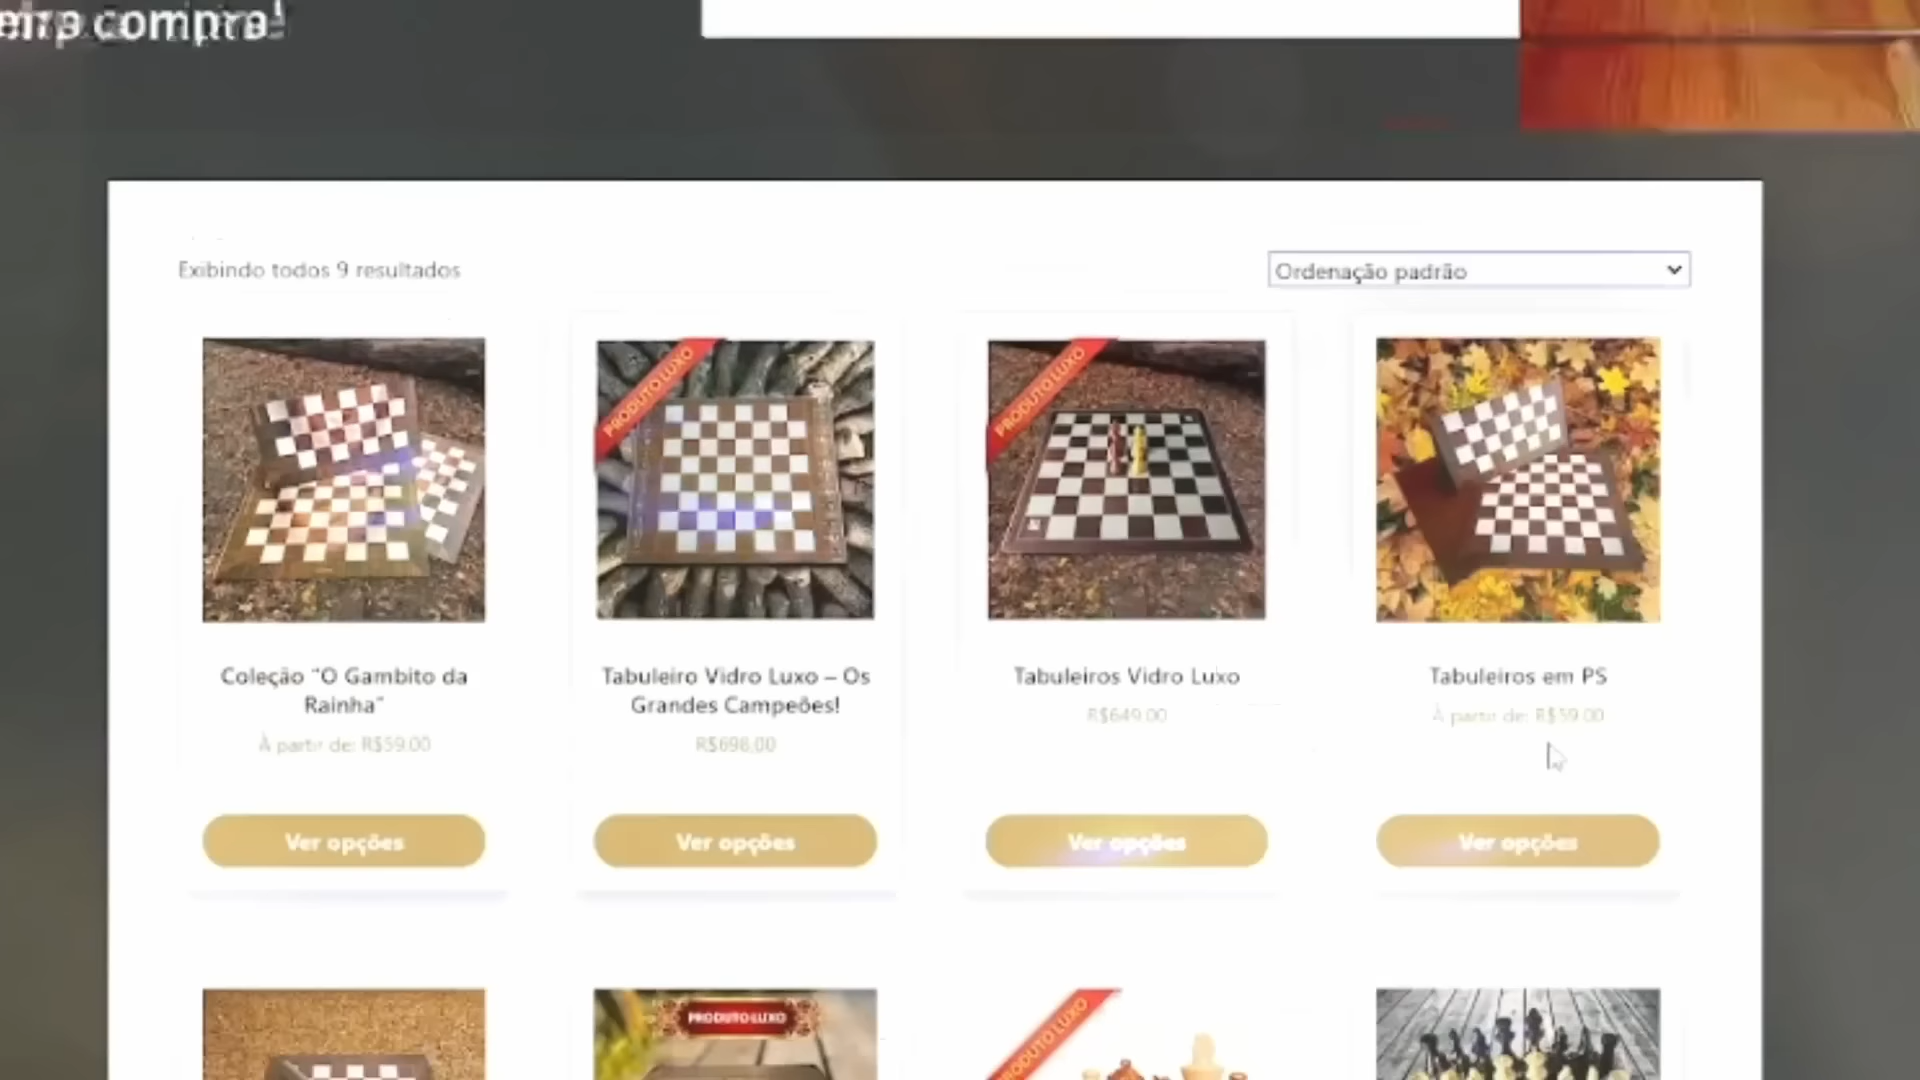 compra!
Exibindo todos 9 resultados
Ordenação padrão
PRODUTO LUXO
PRODUTO LUXO
Coleção "O Gambito da
Rainha"
À partir de: R$59.00
Ver opções
Tabuleiro Vidro Luxo – Os
Grandes Campeões!
R$698.00
Ver opções
Tabuleiros Vidro Luxo
R$649.00
Ver opções
Tabuleiros em PS
À partir de: R$59.00
Ver opções
PRODUTO LUXO
PRODUTO LUXO